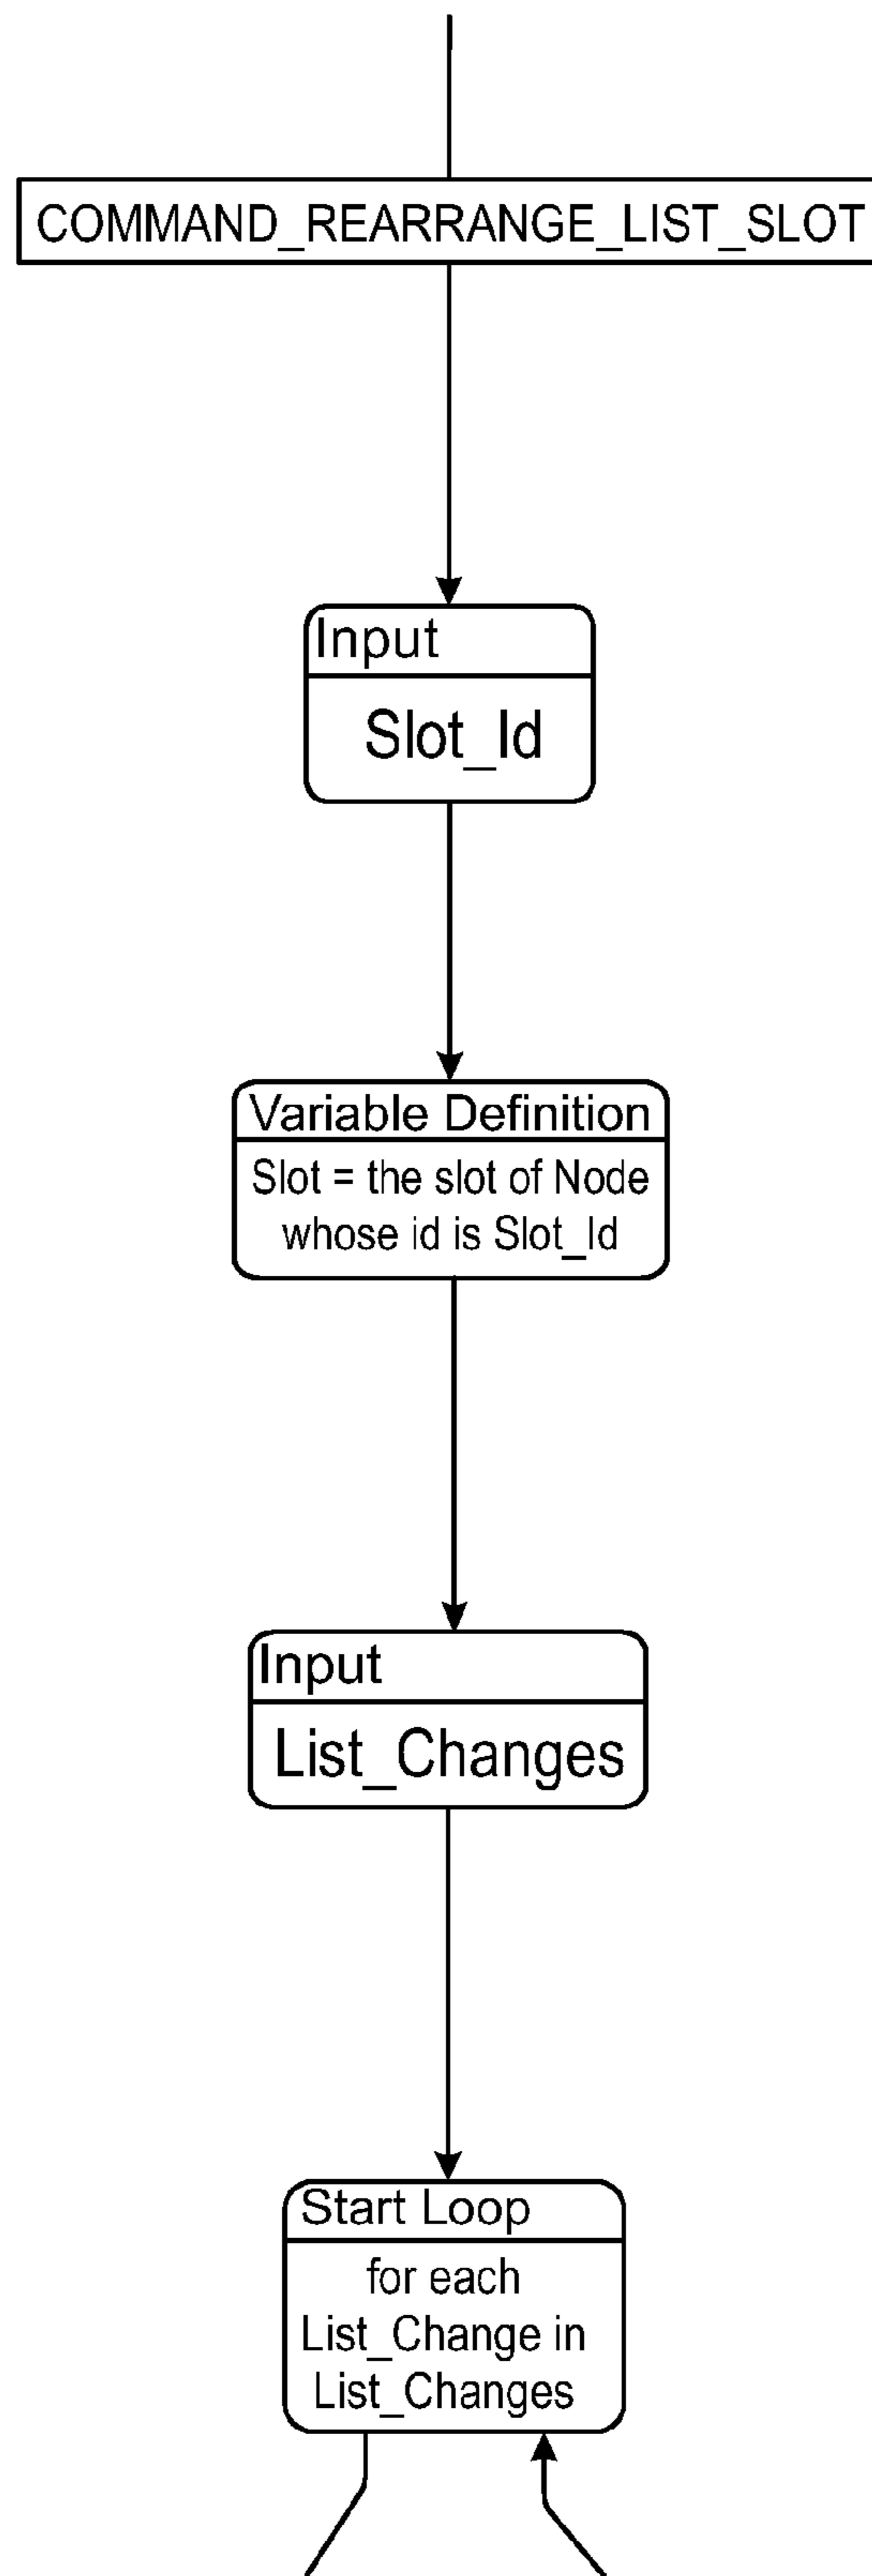 COMMAND_REARRANGE_LIST_SLOT
Input
Slot_Id
Variable Definition
Slot = the slot of Node
whose id is Slot_Id
Input
List_Changes
Start Loop
for each
List_Change in
List_Changes